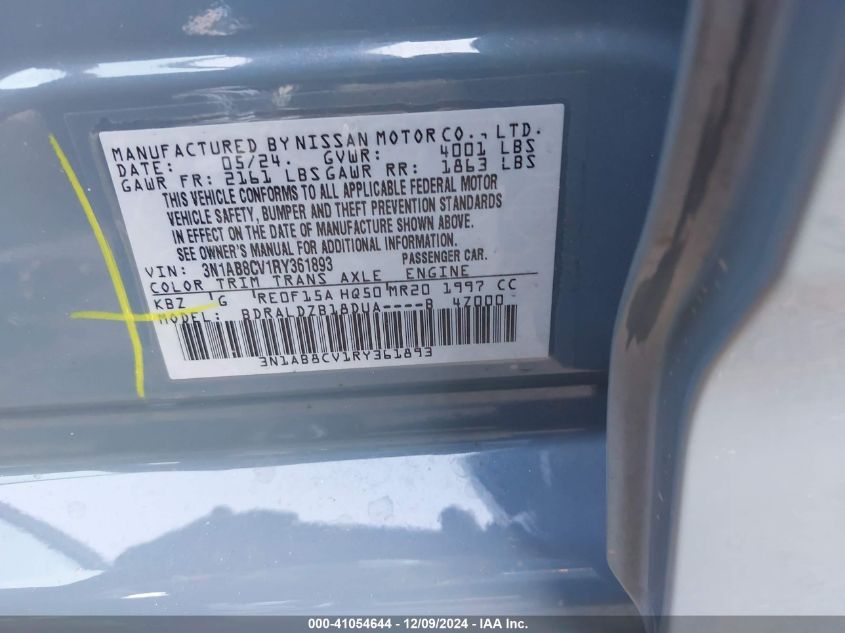 MANUFACTURED BY NISSAN MOTOR CO., LTD.
DATE: 05/24. GVWR: 4001 LBS
GAWR FR: 2161 LBS GAWR RR: 1863 LBS
THIS VEHICLE CONFORMS TO ALL APPLICABLE FEDERAL MOTOR
VEHICLE SAFETY, BUMPER AND THEFT PREVENTION STANDARDS
IN EFFECT ON THE DATE OF MANUFACTURE SHOWN ABOVE.
SEE OWNER'S MANUAL FOR ADDITIONAL INFORMATION.
VIN: 3N1AB8CV1RY361893 PASSENGER CAR.
COLOR TRIM TRANS AXLE ENGINE
KBZ G RE0F15A HQ50 MR20 1997 CC
MODEL: BDRALDZB18DUA----B 47000
3N1AB8CV1RY361893
000-41054644 - 12/09/2024 - IAA Inc.